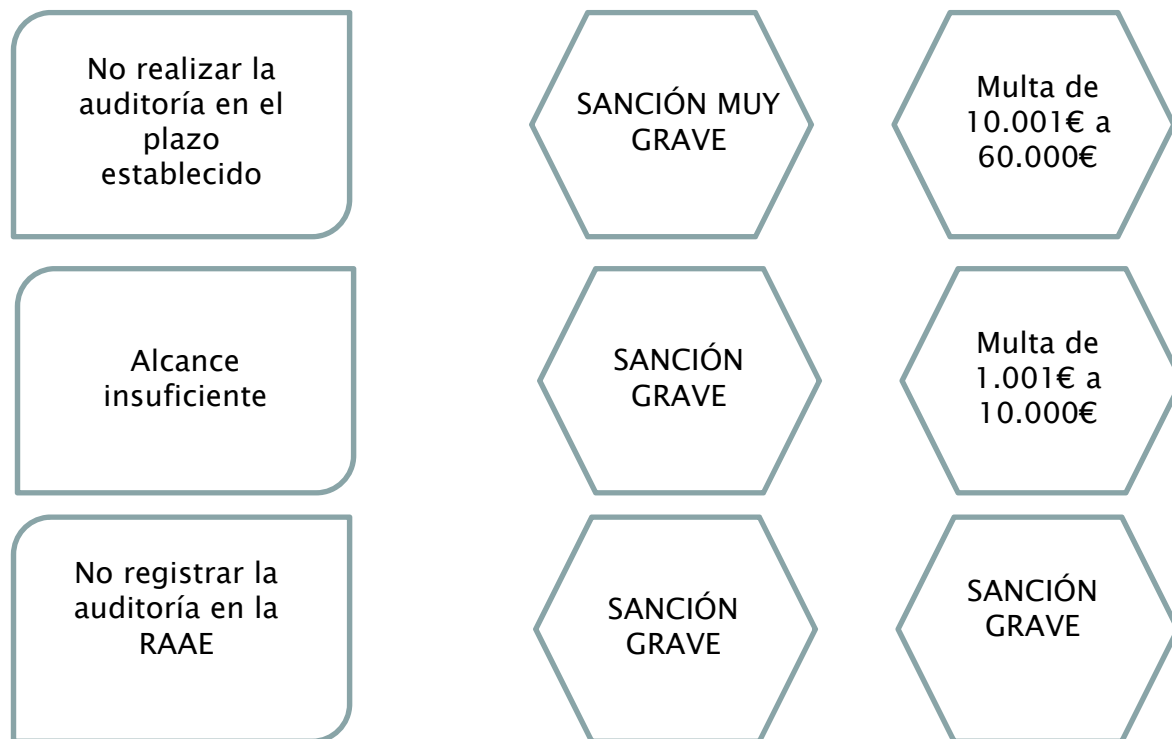 No realizar la
auditoría en el
plazo
establecido
SANCIÓN MUY
GRAVE
Multa de
10.001€ a
60.000€
Alcance
insuficiente
SANCIÓN
GRAVE
Multa de
1.001€ a
10.000€
No registrar la
auditoría en la
RAAE
SANCIÓN
GRAVE
SANCIÓN
GRAVE